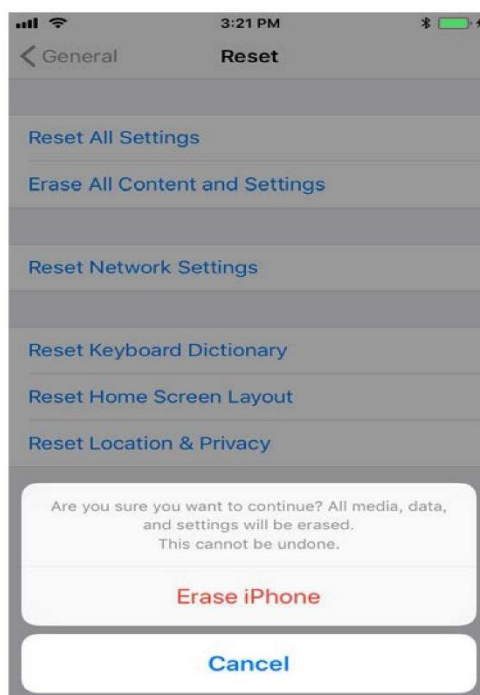 3:21 PM
General
Reset
Reset All Settings
Erase All Content and Settings
Reset Network Settings
Reset Keyboard Dictionary
Reset Home Screen Layout
Reset Location & Privacy
Are you sure you want to continue? All media, data,
and settings will be erased.
This cannot be undone.
Erase iPhone
Cancel